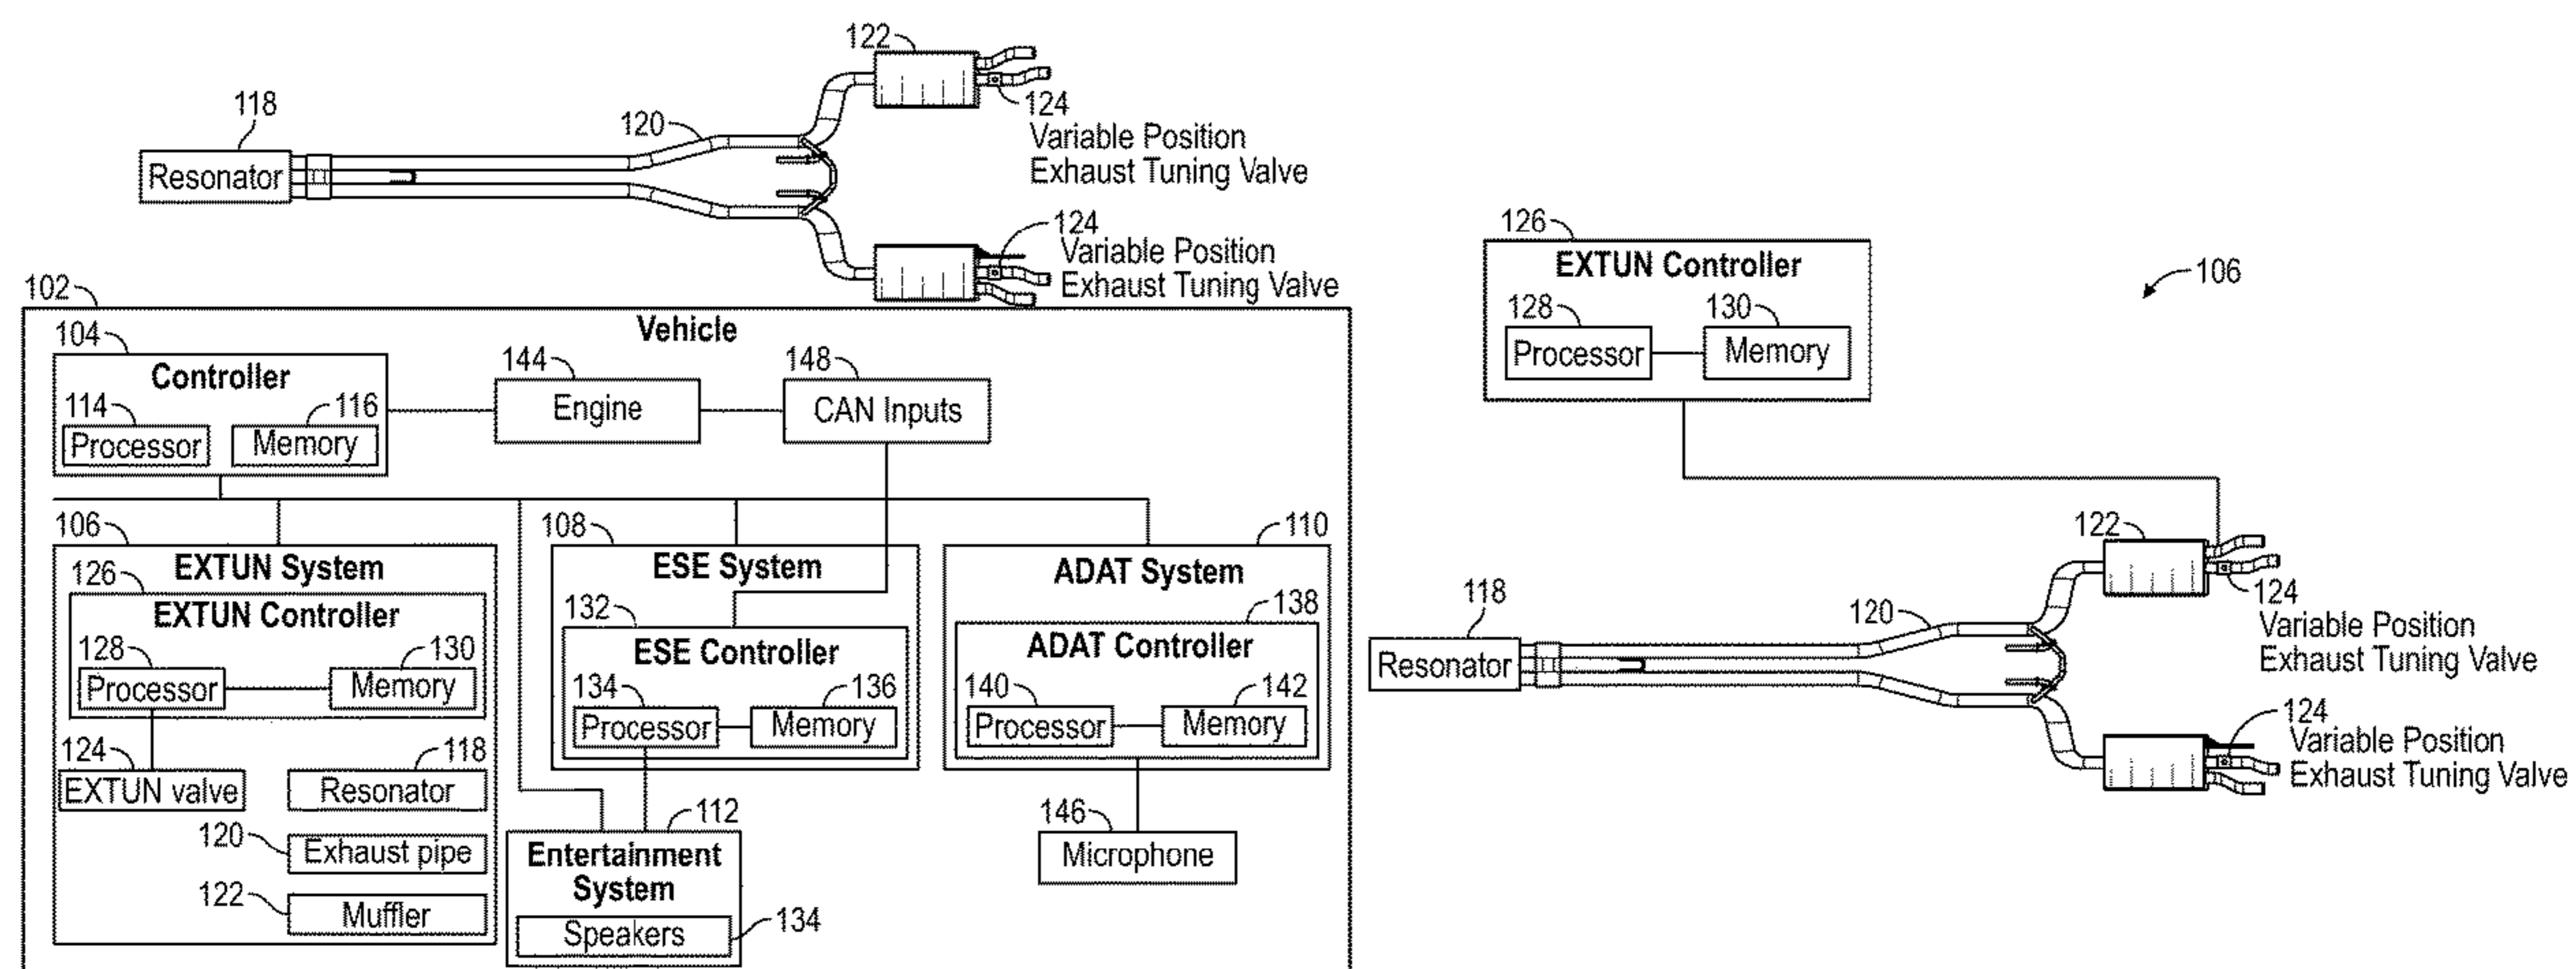 122
118
124
120
Variable Position
Exhaust Tuning Valve
Resonator
124
Variable Position
Exhaust Tuning Valve
102
Vehicle
104
Controller
114
116
Processor
Memory
144
Engine
148
CAN Inputs
106
EXTUN System
126
EXTUN Controller
128
130
Processor
Memory
124
118
EXTUN valve
Resonator
120
Exhaust pipe
122
Muffler
108
ESE System
132
ESE Controller
134
136
Processor
Memory
112
Entertainment
System
Speakers
134
110
ADAT System
138
ADAT Controller
140
142
Processor
Memory
146
Microphone
126
EXTUN Controller
128
130
Processor
Memory
106
122
118
124
120
Variable Position
Exhaust Tuning Valve
Resonator
124
Variable Position
Exhaust Tuning Valve